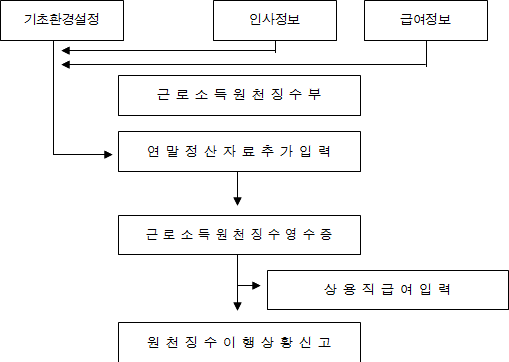 기초환경설정
인사정보
급여정보
근 로 소 득 원 천 징 수 부
연 말 정 산 자 료 추 가 입 력
근 로 소 득 원 천 징 수 영 수 증
상 용 직 급 여 입 력
원 천 징 수 이 행 상 황 신 고